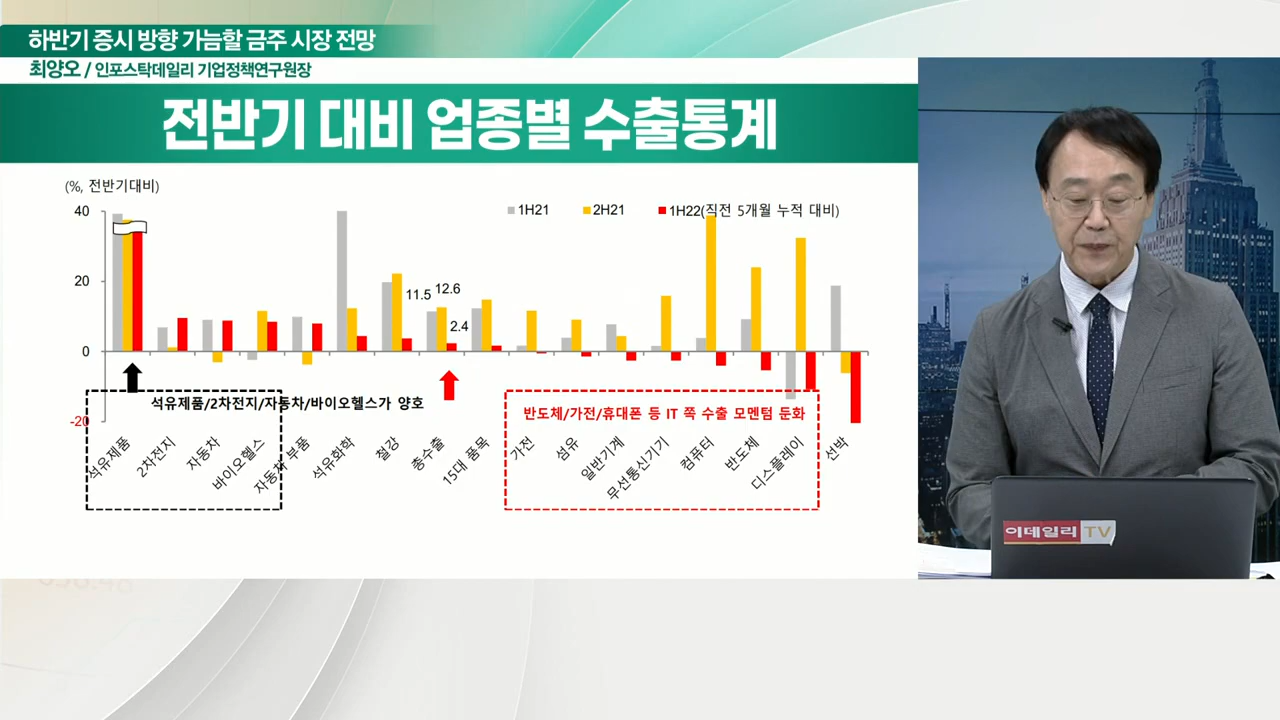 하반기 증시 방향 가늠할 금주 시장 전망
최양오 / 인포스탁데일리 기업정책연구원장
전반기 대비 업종별 수출통계
(%, 전반기대비)
1H21
2H21
1H22(직전 5개월 누적 대비)
40
20
0
-20
11.5
12.6
2.4
석유제품/2차전지/자동차/바이오헬스가 양호
반도체/가전/휴대폰 등 IT 쪽 수출 모멘텀 둔화
석유제품
2차전지
자동차
바이오헬스
자동차 부품
석유화학
철강
총수출
15대 품목
가전
섬유
일반기계
무선통신기기
컴퓨터
반도체
디스플레이
선박
이데일리 TV